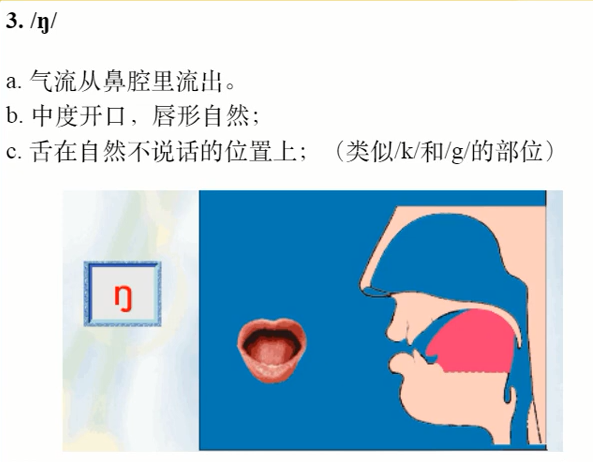 3. /ŋ/
a. 气流从鼻腔里流出。
b. 中度开口，唇形自然；
c. 舌在自然不说话的位置上；（类似/k/和/g/的部位）
ŋ